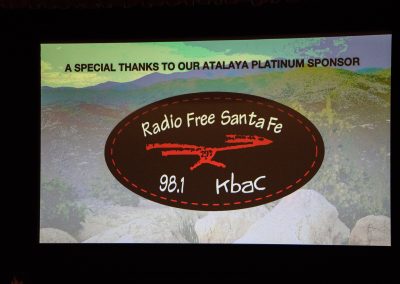 A SPECIAL THANKS TO OUR ATALAYA PLATINUM SPONSOR
Radio Free Santa Fe
98.1 Kbac